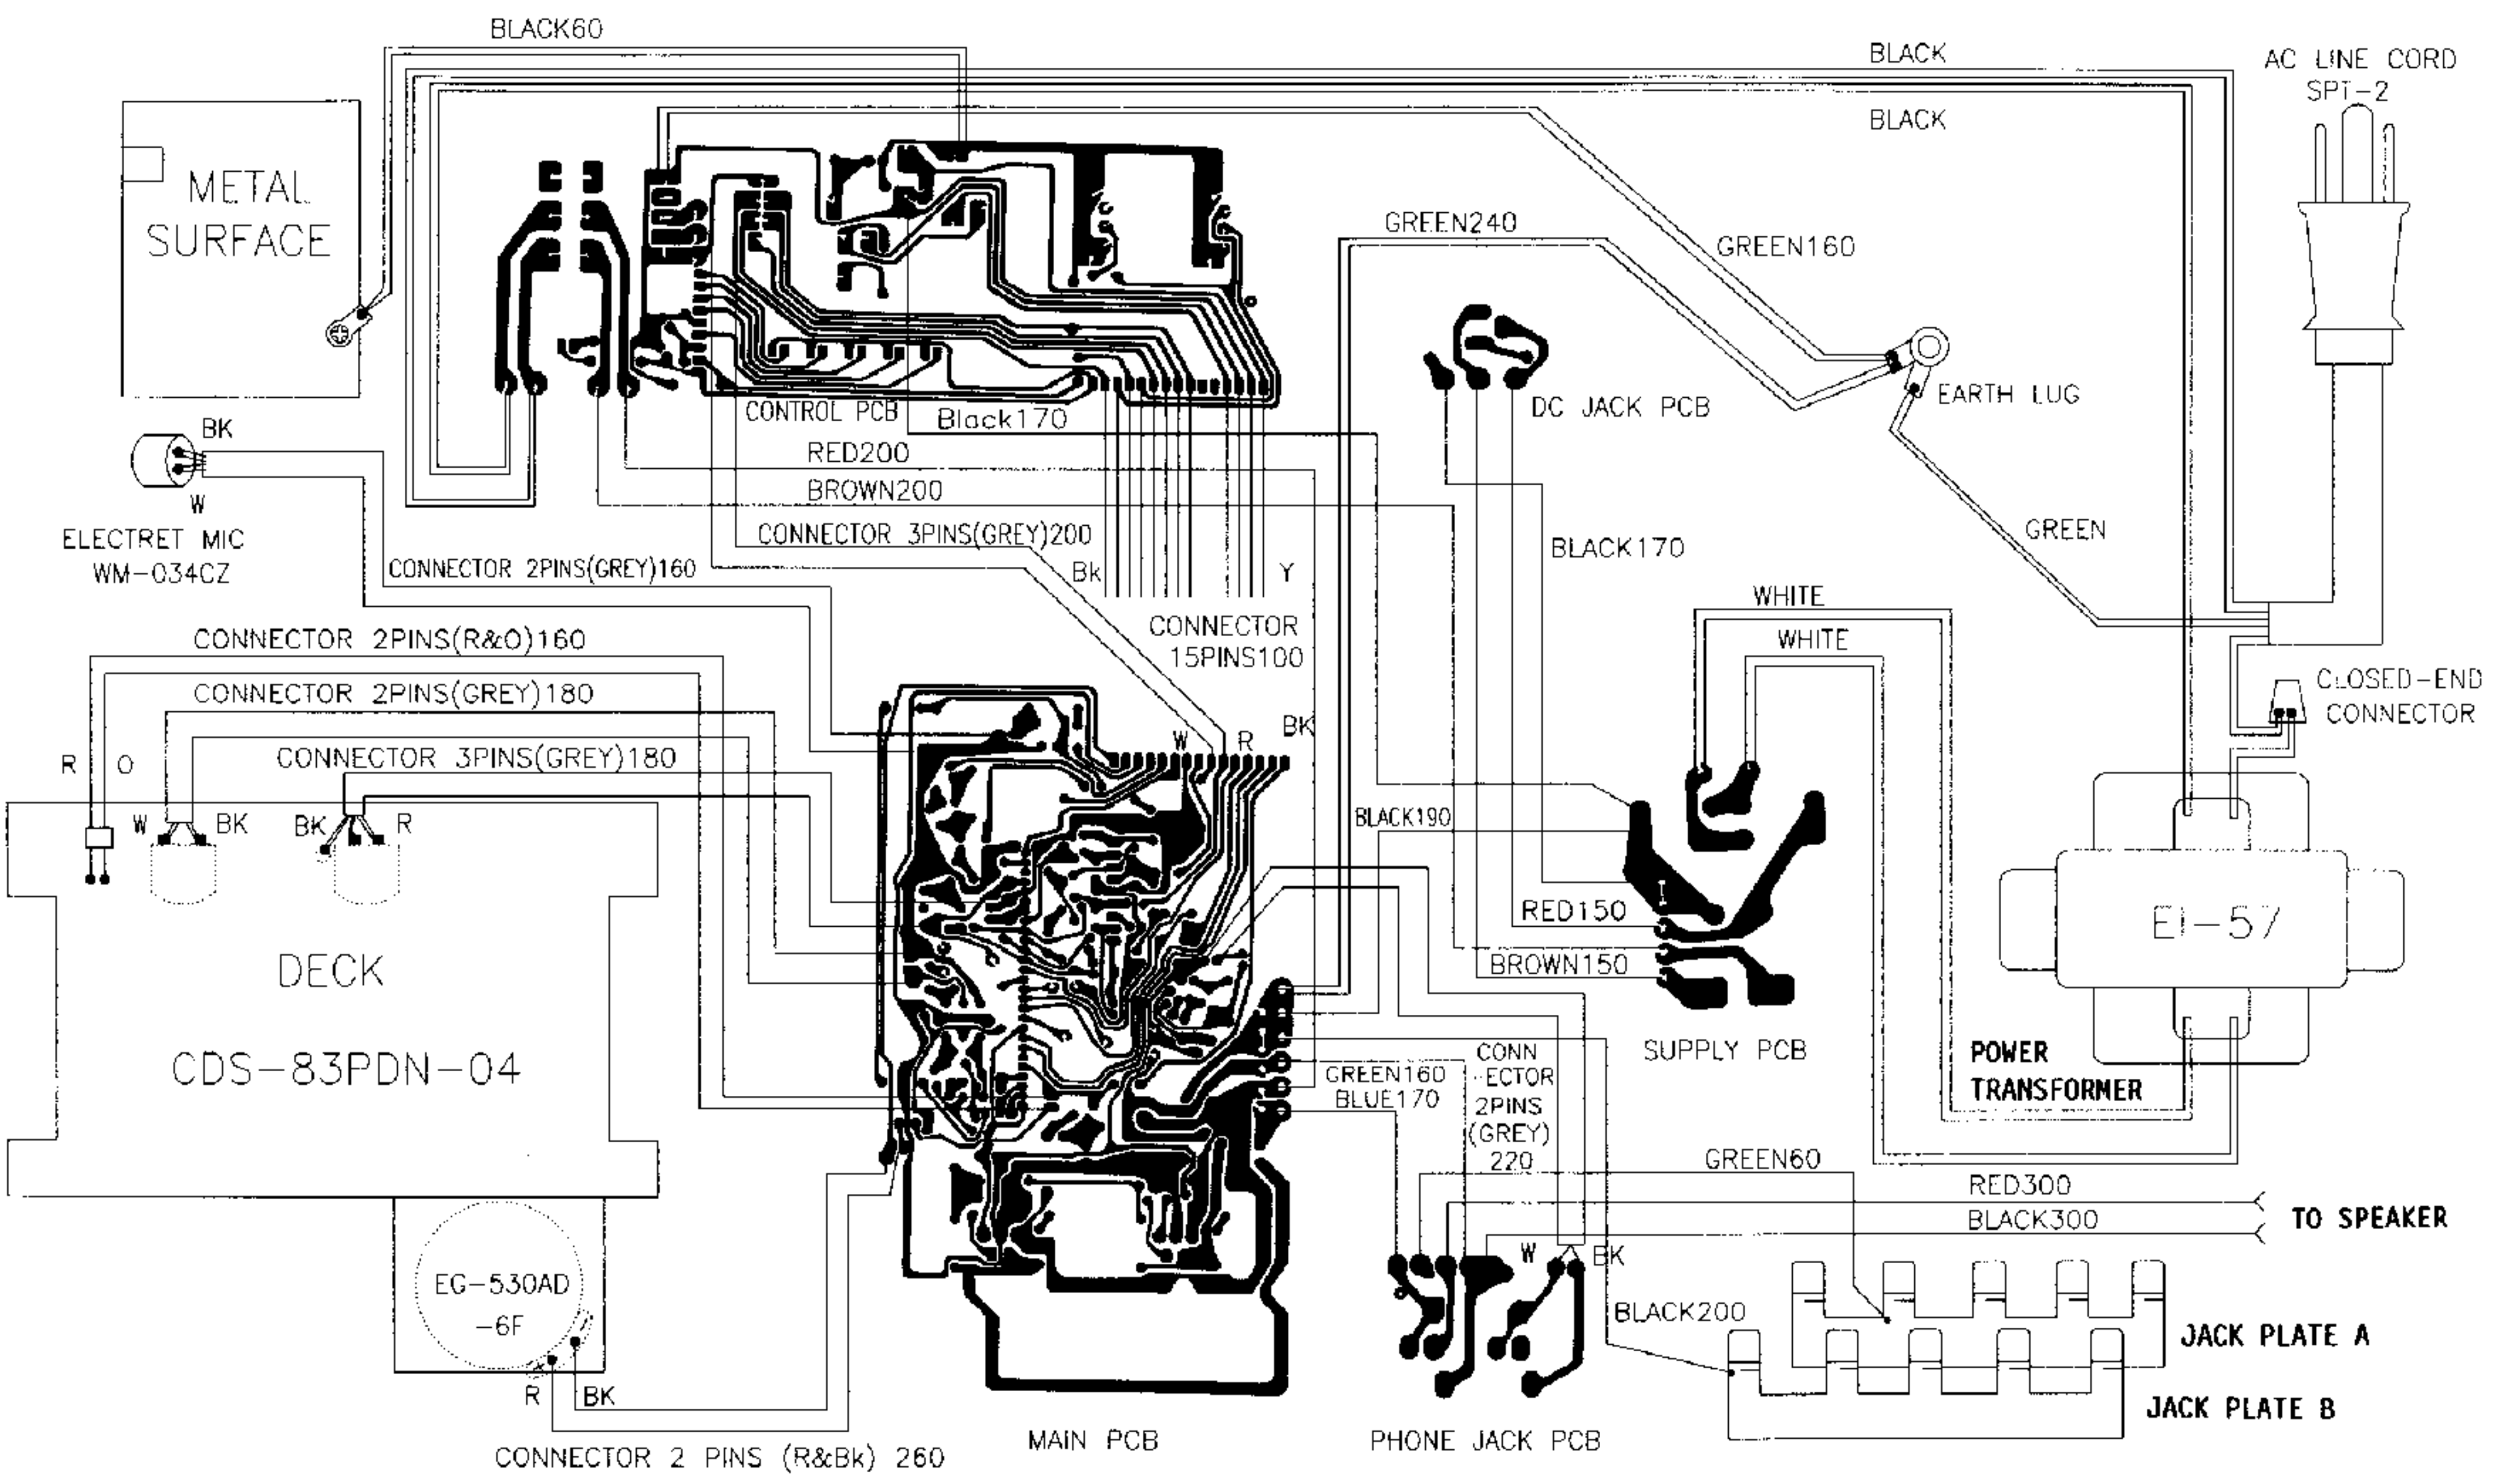 BLACK60
BLACK
AC LINE CORD
SPT-2
BLACK
METAL
SURFACE
GREEN240
GREEN160
EARTH LUG
DC JACK PCB
CONTROL PCB
Black170
BK
RED200
W
BROWN200
ELECTRET MIC
WM-034CZ
CONNECTOR 3PINS(GREY)200
GREEN
BLACK170
CONNECTOR 2PINS(GREY)160
Bk
Y
WHITE
CONNECTOR
15PINS100
CONNECTOR 2PINS(R&O)160
WHITE
CONNECTOR 2PINS(GREY)180
CLOSED-END
CONNECTOR
BK
W
R
R
O
CONNECTOR 3PINS(GREY)180
W
BK
BK
R
BLACK190
RED150
EI-57
BROWN150
DECK
CDS-83PDN-04
SUPPLY PCB
POWER
TRANSFORMER
CONN
-ECTOR
2PINS
(GREY)
220
GREEN160
BLUE170
GREEN60
RED300
BLACK300
TO SPEAKER
W
BK
EG-530AD
-6F
BLACK200
JACK PLATE A
R
BK
JACK PLATE B
MAIN PCB
PHONE JACK PCB
CONNECTOR 2 PINS (R&Bk) 260